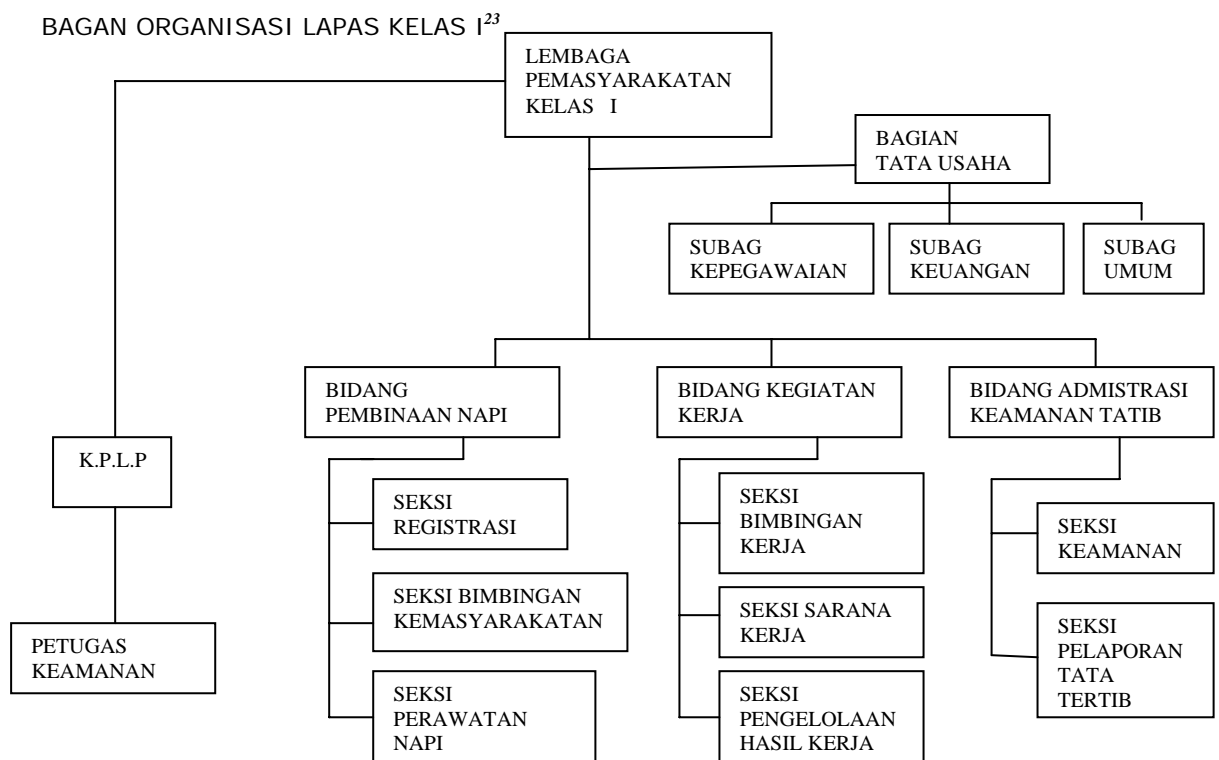 BAGAN ORGANISASI LAPAS KELAS I23
LEMBAGA
PEMASYARAKATAN
KELAS I
BAGIAN
TATA USAHA
SUBAG
KEPEGAWAIAN
SUBAG
KEUANGAN
SUBAG
UMUM
BIDANG
PEMBINAAN NAPI
BIDANG KEGIATAN
KERJA
BIDANG ADMISTRASI
KEAMANAN TATIB
K.P.L.P
PETUGAS
KEAMANAN
SEKSI
REGISTRASI
SEKSI BIMBINGAN
KEMASYARAKATAN
SEKSI
PERAWATAN
NAPI
SEKSI
BIMBINGAN
KERJA
SEKSI SARANA
KERJA
SEKSI
PENGELOLAAN
HASIL KERJA
SEKSI
KEAMANAN
SEKSI
PELAPORAN
TATA
TERTIB